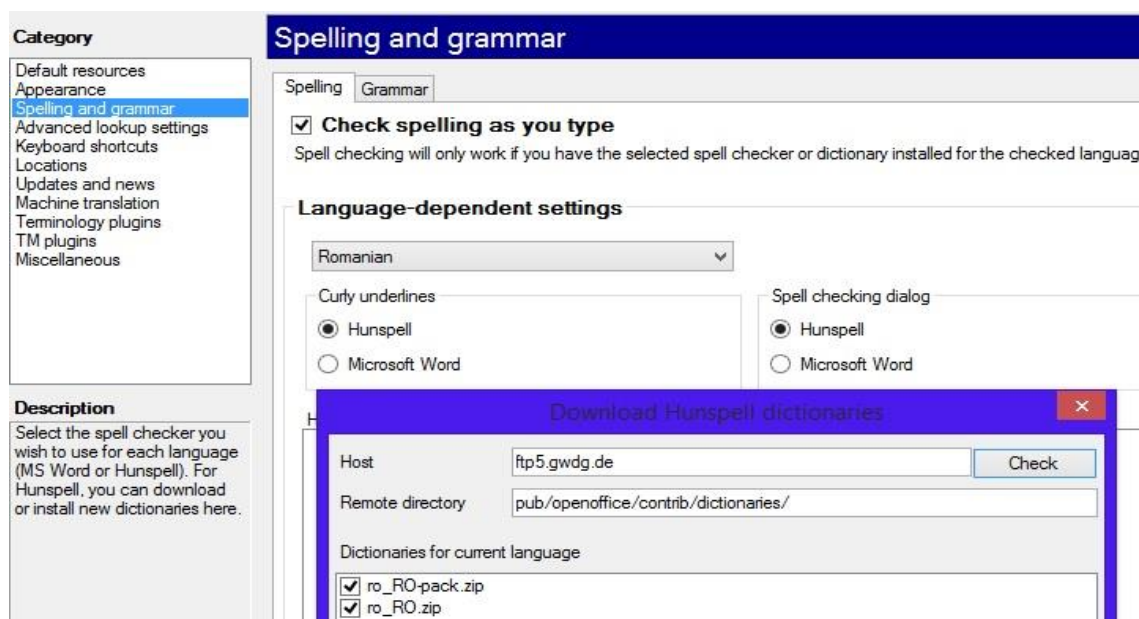 Category
Default resources
Appearance
Spelling and grammar
Advanced lookup settings
Keyboard shortcuts
Locations
Updates and news
Machine translation
Terminology plugins
TM plugins
Miscellaneous
Description
Select the spell checker you
wish to use for each language
(MS Word or Hunspell). For
Hunspell, you can download
or install new dictionaries here.
Spelling and grammar
Spelling Grammar
Check spelling as you type
Spell checking will only work if you have the selected spell checker or dictionary installed for the checked languag
Language-dependent settings
Romanian
Curly underlines
Hunspell
Microsoft Word
Spell checking dialog
Hunspell
Microsoft Word
H
Download Hunspell dictionaries
Host ftp5.gwdg.de Check
Remote directory pub/openoffice/contrib/dictionaries/
Dictionaries for current language
ro_RO-pack.zip
ro_RO.zip